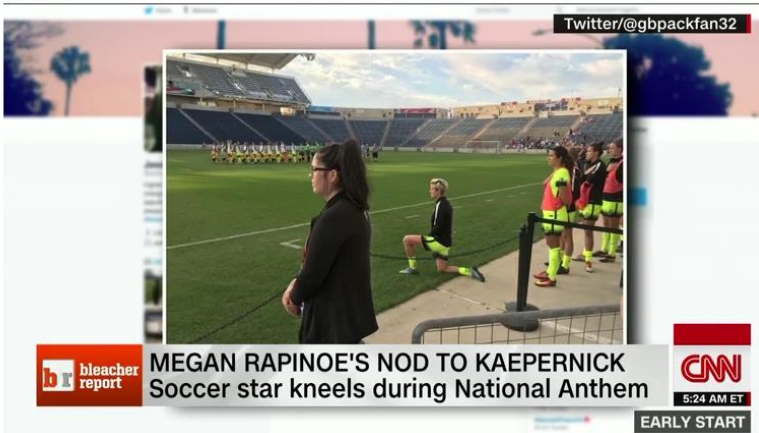 Twitter/@gbpackfan32
br bleacher report
MEGAN RAPINOE'S NOD TO KAEPERNICK
Soccer star kneels during National Anthem
CNN
5:24 AM ET
EARLY START